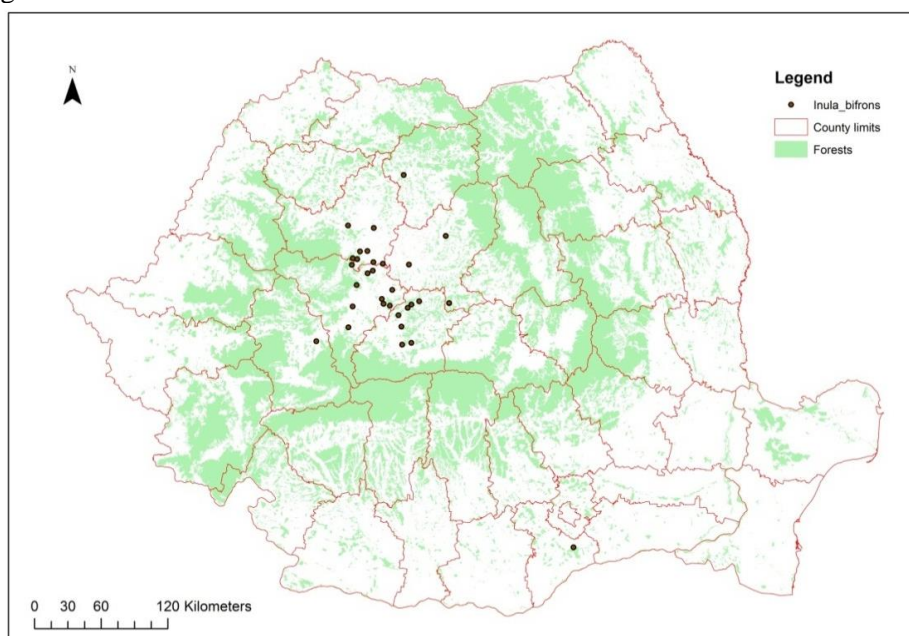 N
Legend
Inula_bifrons
County limits
Forests
0 30 60 120 Kilometers